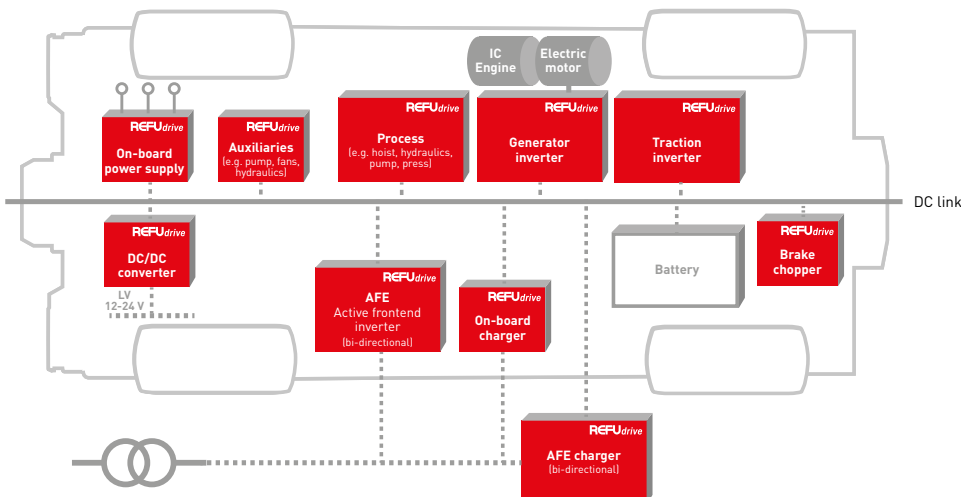 IC
Engine
Electric
motor
REFUdrive
On-board
power supply
REFUdrive
Auxiliaries
(e.g. pump, fans,
hydraulics)
REFUdrive
Process
(e.g. hoist, hydraulics,
pump, press)
REFUdrive
Generator
inverter
REFUdrive
Traction
inverter
DC link
REFUdrive
DC/DC
converter
LV
12-24 V
REFUdrive
AFE
Active frontend
inverter
(bi-directional)
REFUdrive
On-board
charger
Battery
REFUdrive
Brake
chopper
REFUdrive
AFE charger
(bi-directional)